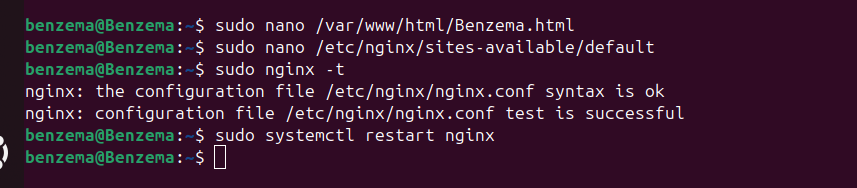 benzema@Benzema:~$ sudo nano /var/www/html/Benzema.html
benzema@Benzema:~$ sudo nano /etc/nginx/sites-available/default
benzema@Benzema:~$ sudo nginx -t
nginx: the configuration file /etc/nginx/nginx.conf syntax is ok
nginx: configuration file /etc/nginx/nginx.conf test is successful
benzema@Benzema:~$ sudo systemctl restart nginx
benzema@Benzema:~$